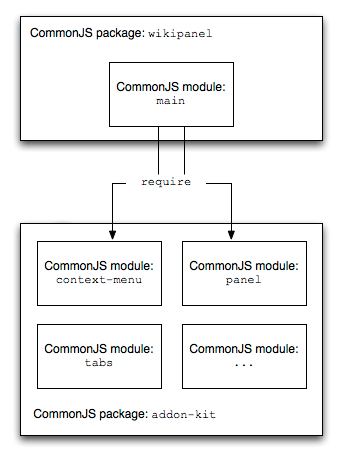 CommonJS package: wikipanel
CommonJS module:
main
require
CommonJS module:
context-menu
CommonJS module:
panel
CommonJS module:
tabs
CommonJS module:
...
CommonJS package: addon-kit